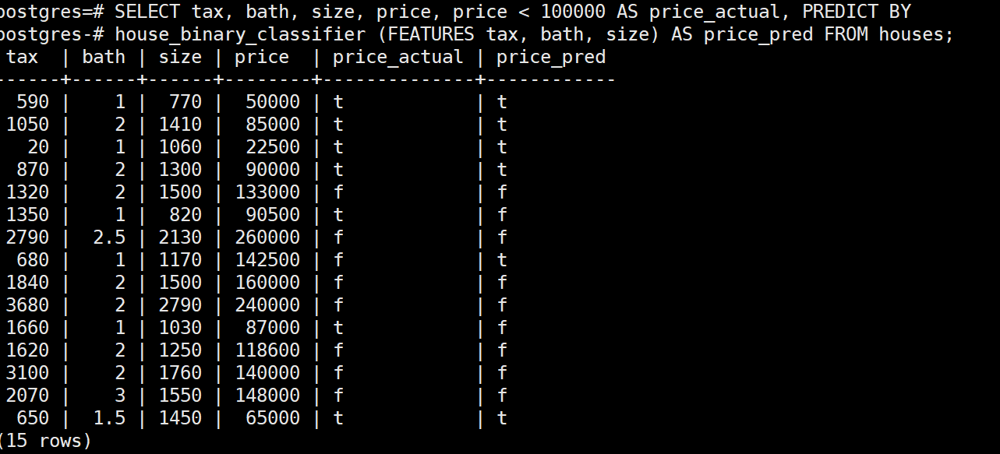 postgres=# SELECT tax, bath, size, price, price < 100000 AS price_actual, PREDICT BY
postgres-# house_binary_classifier (FEATURES tax, bath, size) AS price_pred FROM houses;
tax  | bath | size | price  | price_actual | price_pred
------+------+------+--------+--------------+------------
 590 |    1 |  770 |  50000 | t            | t
1050 |    2 | 1410 |  85000 | t            | t
  20 |    1 | 1060 |  22500 | t            | t
 870 |    2 | 1300 |  90000 | t            | t
1320 |    2 | 1500 | 133000 | f            | f
1350 |    1 |  820 |  90500 | t            | f
2790 |  2.5 | 2130 | 260000 | f            | f
 680 |    1 | 1170 | 142500 | f            | t
1840 |    2 | 1500 | 160000 | f            | f
3680 |    2 | 2790 | 240000 | f            | f
1660 |    1 | 1030 |  87000 | t            | f
1620 |    2 | 1250 | 118600 | f            | f
3100 |    2 | 1760 | 140000 | f            | f
2070 |    3 | 1550 | 148000 | f            | f
 650 |  1.5 | 1450 |  65000 | t            | t
(15 rows)